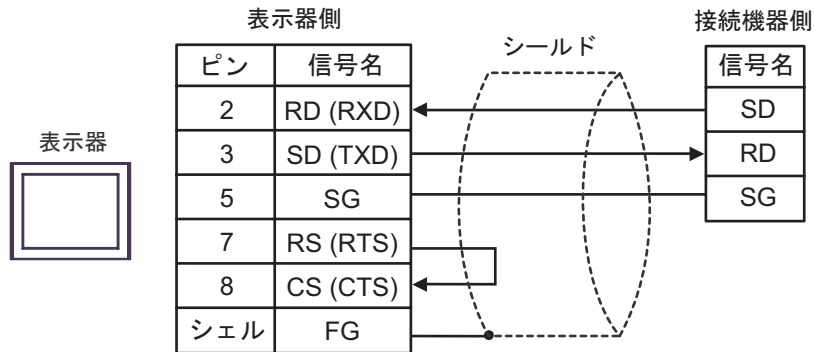 表示器側
接続機器側
シールド
ピン 信号名
信号名
2 RD (RXD)
SD
3 SD (TXD)
RD
表示器
5 SG
SG
7 RS (RTS)
8 CS (CTS)
シェル FG